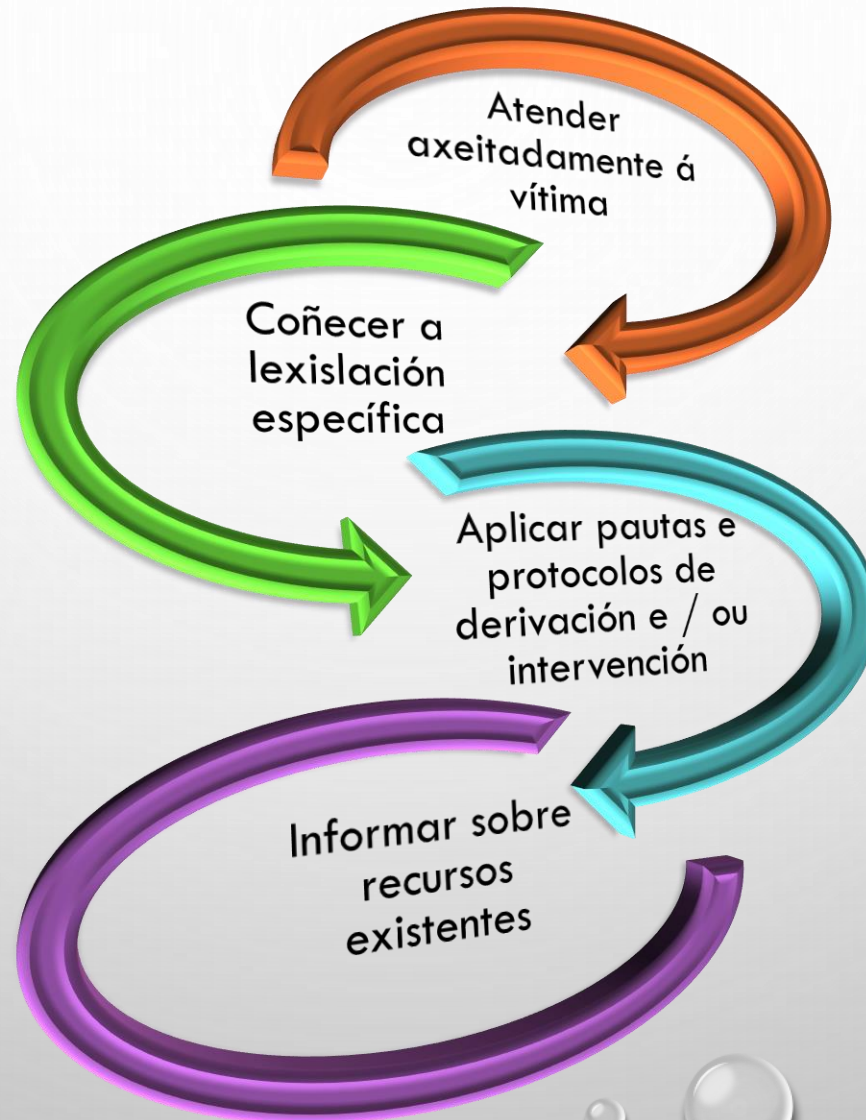 Atender
axeitadamente á
vítima
Coñecer a
lexislación
específica
Aplicar pautas e
protocolos de
derivación e / ou
intervención
Informar sobre
recursos
existentes